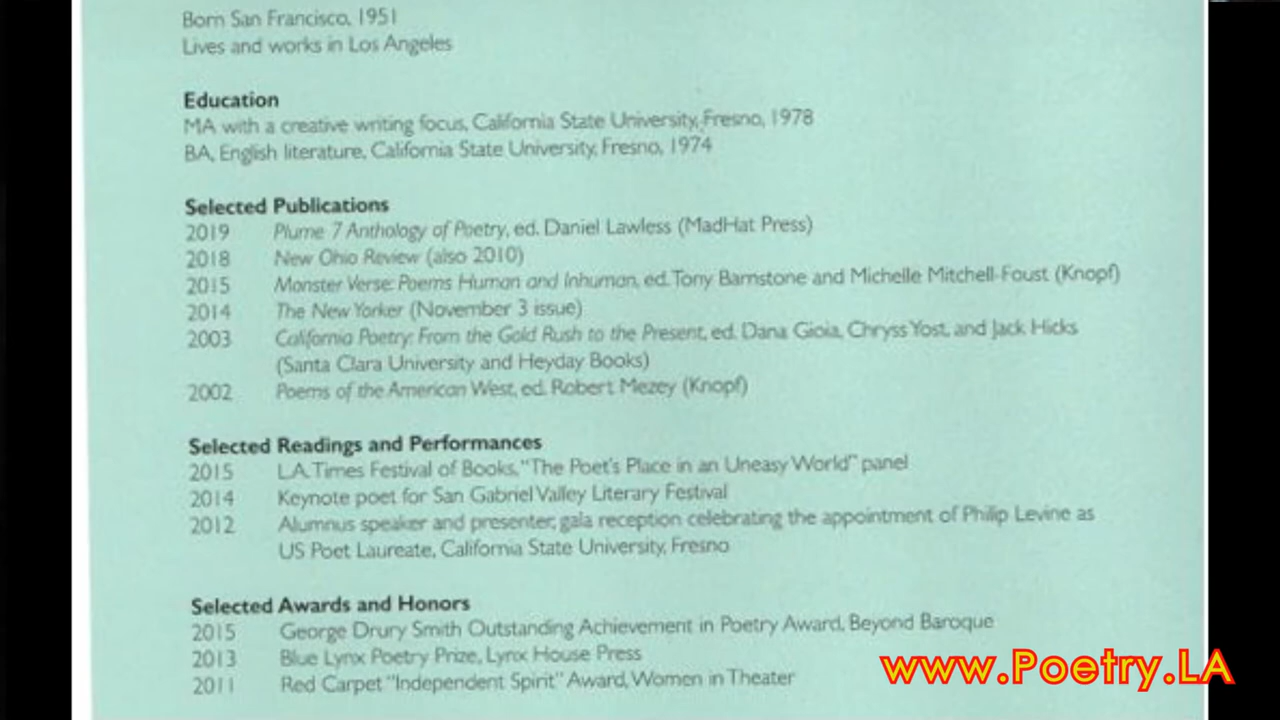 Born San Francisco, 1951
Lives and works in Los Angeles
Education
MA with a creative writing focus, California State University, Fresno, 1978
BA, English literature, California State University, Fresno, 1974
Selected Publications
2019 Plume 7 Anthology of Poetry, ed. Daniel Lawless (MadHat Press)
2018 New Ohio Review (also 2010)
2015 Monster Verse: Poems Human and Inhuman, ed. Tony Barnstone and Michelle Mitchell-Foust (Knopf)
2014 The New Yorker (November 3 issue)
2003 California Poetry: From the Gold Rush to the Present, ed. Dana Gioia, Chryss Yost, and Jack Hicks
(Santa Clara University and Heyday Books)
2002 Poems of the American West, ed. Robert Mezey (Knopf)
Selected Readings and Performances
2015 L.A. Times Festival of Books, "The Poet's Place in an Uneasy World" panel
2014 Keynote poet for San Gabriel Valley Literary Festival
2012 Alumnus speaker and presenter, gala reception celebrating the appointment of Philip Levine as
US Poet Laureate, California State University, Fresno
Selected Awards and Honors
2015 George Drury Smith Outstanding Achievement in Poetry Award, Beyond Baroque
2013 Blue Lynx Poetry Prize, Lynx House Press
2011 Red Carpet "Independent Spirit" Award, Women in Theater
www.Poetry.LA